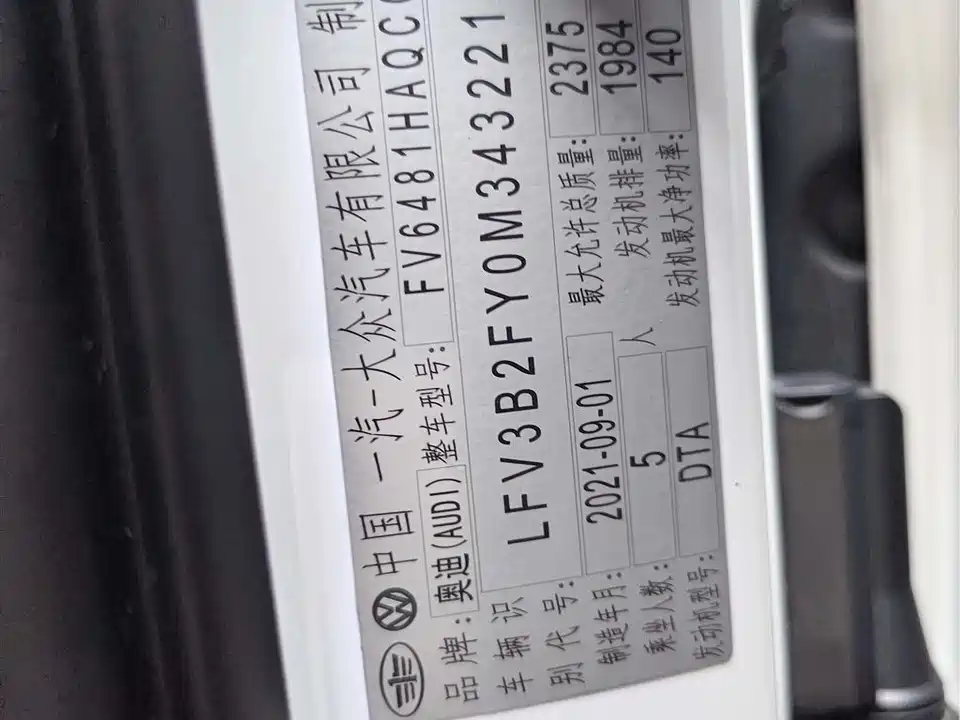 中国 一汽-大众汽车有限公司 制
品牌: 奥迪(AUDI) 整车型号: FV6481HAQC
车辆识别代号: LFV3B2FY0M34322 1
制造年月: 2021-09-01 最大允许总质量: 2375
乘坐人数: 5 人 发动机排量: 1984
发动机型号: DTA 发动机最大净功率: 140